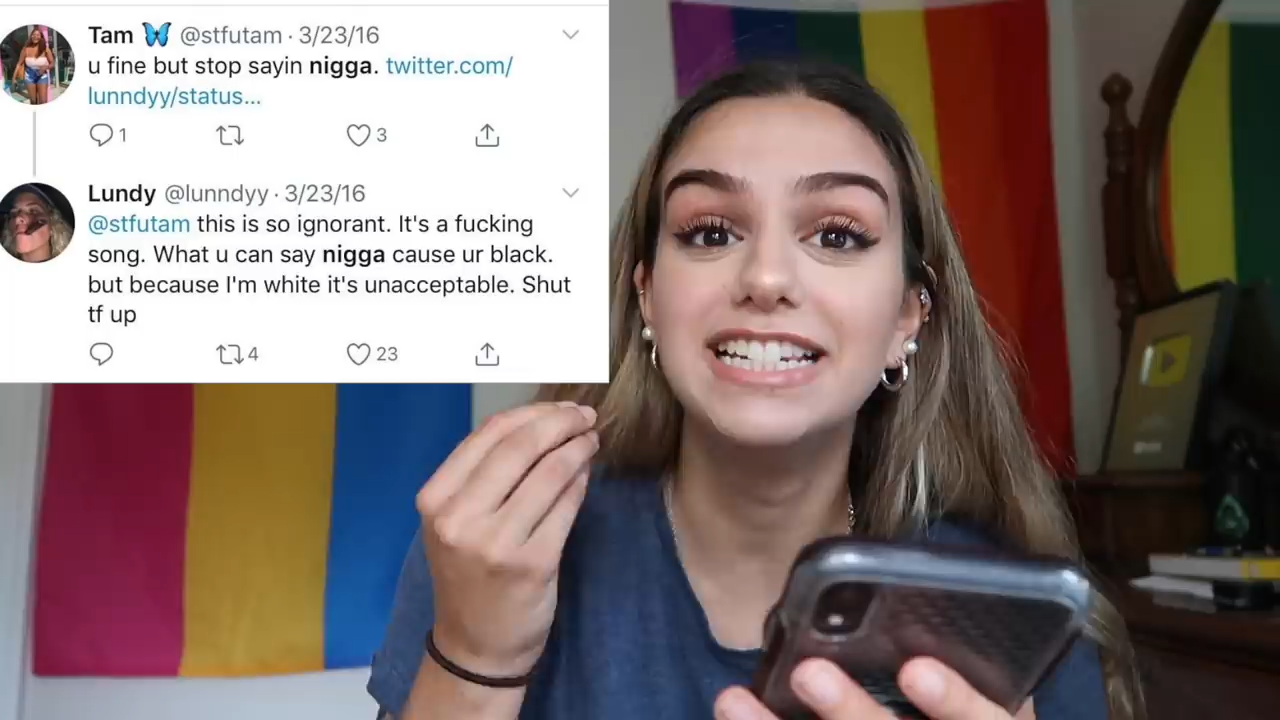 Tam 🦋 @stfutam · 3/23/16
u fine but stop sayin nigga. twitter.com/
lunndyy/status...
1
3
Lundy @lunndyy · 3/23/16
@stfutam this is so ignorant. It's a fucking
song. What u can say nigga cause ur black.
but because I'm white it's unacceptable. Shut
tf up
4
23